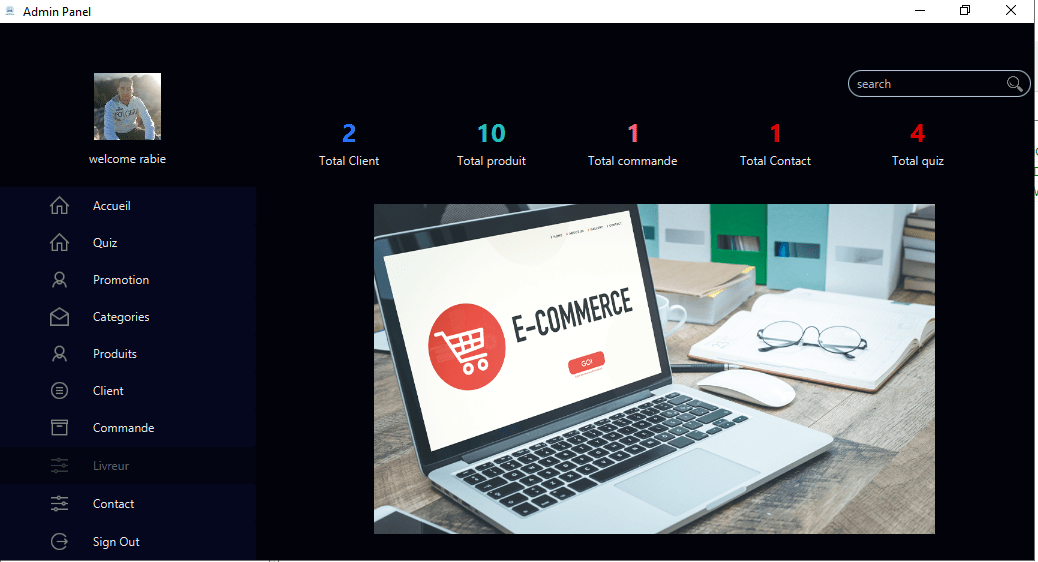 Admin Panel
search
welcome rabie
2
10
1
1
4
Total Client
Total produit
Total commande
Total Contact
Total quiz
Accueil
Quiz
Promotion
Categories
Produits
Client
Commande
Livreur
Contact
Sign Out
E-COMMERCE
GO!